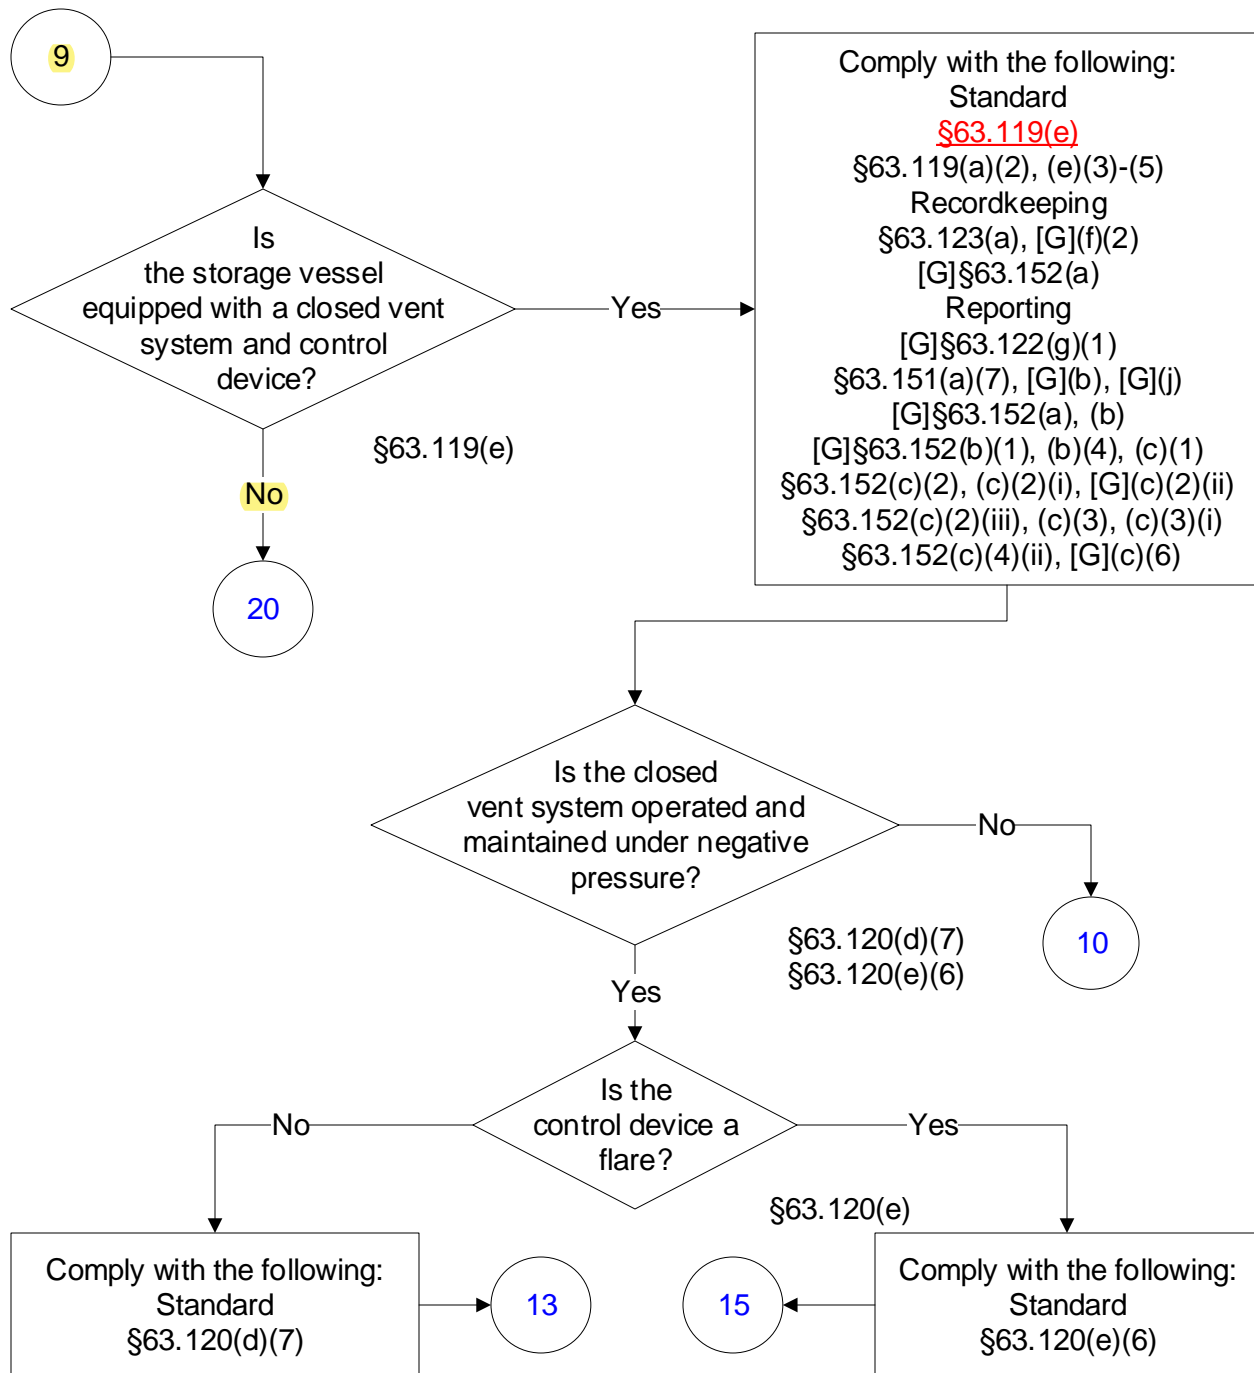 9
Is
the storage vessel
equipped with a closed vent
system and control
device?
Yes
§63.119(e)
No
20
Comply with the following:
Standard
§63.119(e)
§63.119(a)(2), (e)(3)-(5)
Recordkeeping
§63.123(a), [G](f)(2)
[G]§63.152(a)
Reporting
[G]§63.122(g)(1)
§63.151(a)(7), [G](b), [G](j)
[G]§63.152(a), (b)
[G]§63.152(b)(1), (b)(4), (c)(1)
§63.152(c)(2), (c)(2)(i), [G](c)(2)(ii)
§63.152(c)(2)(iii), (c)(3), (c)(3)(i)
§63.152(c)(4)(ii), [G](c)(6)
Is the closed
vent system operated and
maintained under negative
pressure?
No
10
§63.120(d)(7)
§63.120(e)(6)
Yes
Is the
control device a
flare?
No
Yes
§63.120(e)
Comply with the following:
Standard
§63.120(d)(7)
13
15
Comply with the following:
Standard
§63.120(e)(6)